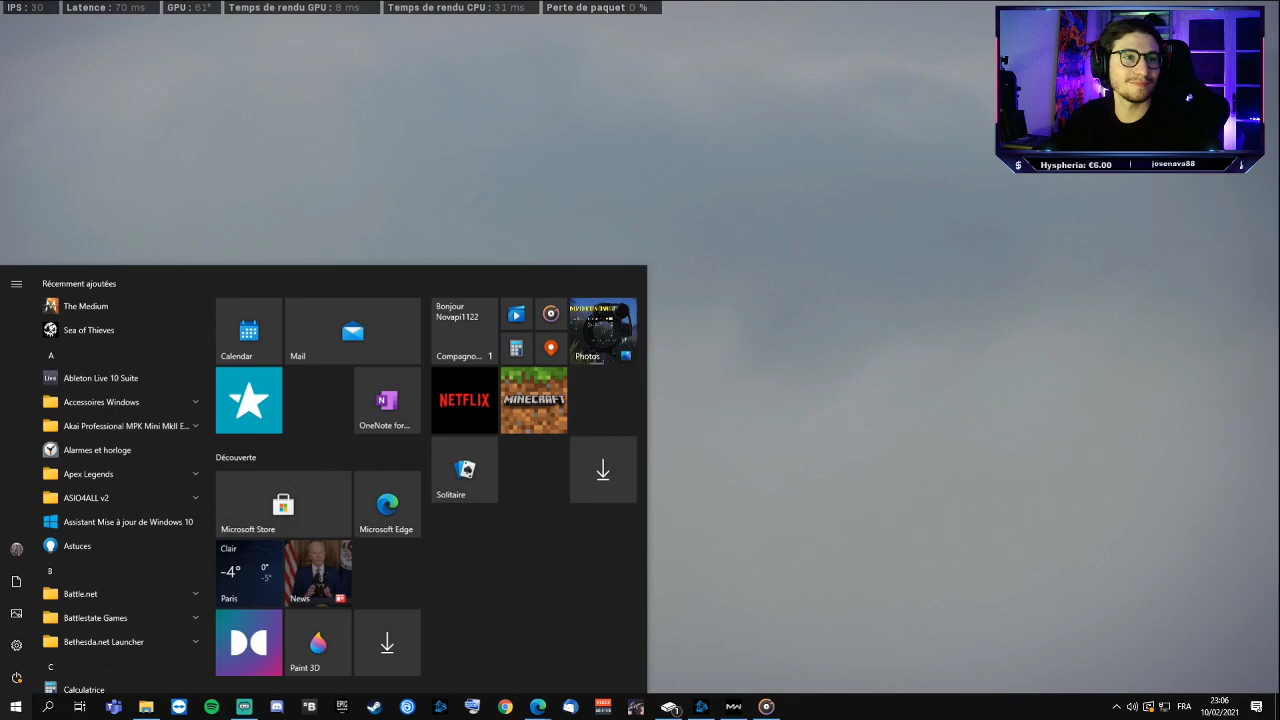 IPS : 30 Latence : 70 ms GPU : 61° Temps de rendu GPU : 8 ms Temps de rendu CPU : 31 ms Perte de paquet 0 %
$ Hyspheria: €6.00 | josenava88
Récemment ajoutées
The Medium
Sea of Thieves
A
Live Ableton Live 10 Suite
Accessoires Windows
Akai Professional MPK Mini MkII E...
Alarmes et horloge
Apex Legends
ASIO4ALL v2
Assistant Mise à jour de Windows 10
Astuces
B
Battle.net
Battlestate Games
Bethesda.net Launcher
C
Calculatrice
Calendar
Mail
OneNote for...
Découverte
Microsoft Store
Microsoft Edge
Clair
-4° 0°
-5°
Paris
News
Paint 3D
Bonjour
Novapi1122
Compagno... 1
Photos
NETFLIX
MINECRAFT
Solitaire
FRA
23:06
10/02/2021